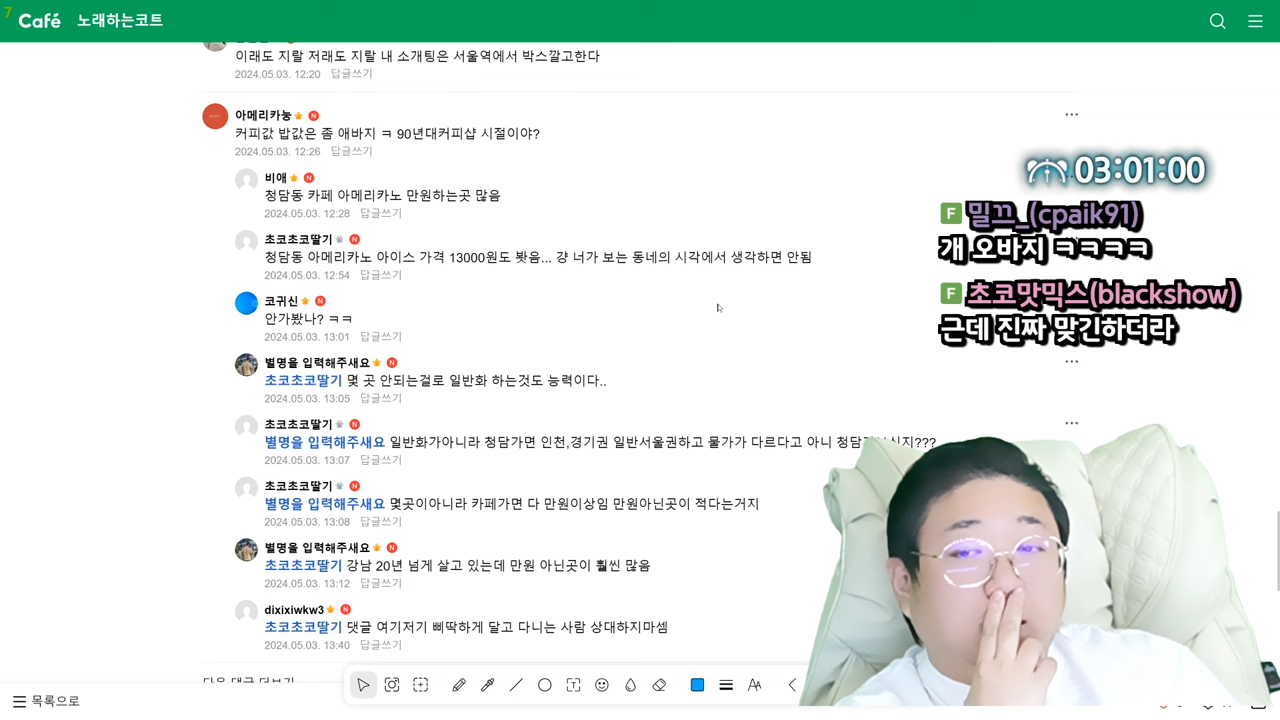 7
Café 노래하는코트
이래도 지랄 저래도 지랄 내 소개팅은 서울역에서 박스깔고한다
2024.05.03. 12:20 답글쓰기
아메리카눙 N
커피값 밥값은 좀 애바지 ㅋ 90년대커피샵 시절이야?
2024.05.03. 12:26 답글쓰기
비애 N
청담동 카페 아메리카노 만원하는곳 많음
2024.05.03. 12:28 답글쓰기
초코초코딸기 N
청담동 아메리카노 아이스 가격 13000원도 봣음... 걍 너가 보는 동네의 시각에서 생각하면 안됨
2024.05.03. 12:54 답글쓰기
코귀신 N
안가봤나? ㅋㅋ
2024.05.03. 13:01 답글쓰기
별명을 입력해주새요 N
초코초코딸기 몇 곳 안되는걸로 일반화 하는것도 능력이다..
2024.05.03. 13:05 답글쓰기
초코초코딸기 N
별명을 입력해주새요 일반화가아니라 청담가면 인천,경기권 일반서울권하고 물가가 다르다고 아니 청담
2024.05.03. 13:07 답글쓰기
초코초코딸기 N
별명을 입력해주새요 몇곳이아니라 카페가면 다 만원이상임 만원아닌곳이 적다는거지
2024.05.03. 13:08 답글쓰기
별명을 입력해주새요 N
초코초코딸기 강남 20년 넘게 살고 있는데 만원 아닌곳이 훨씬 많음
2024.05.03. 13:12 답글쓰기
dixixiwkw3 N
초코초코딸기 댓글 여기저기 삐딱하게 달고 다니는 사람 상대하지마셈
2024.05.03. 13:40 답글쓰기
다음 댓글 더보기
목록으로
03:01:00
F 밀끄_(cpaik91)
개 오바지 ㅋㅋㅋㅋ
F 초코맛믹스(blackshow)
근데 진짜 맞긴하더라